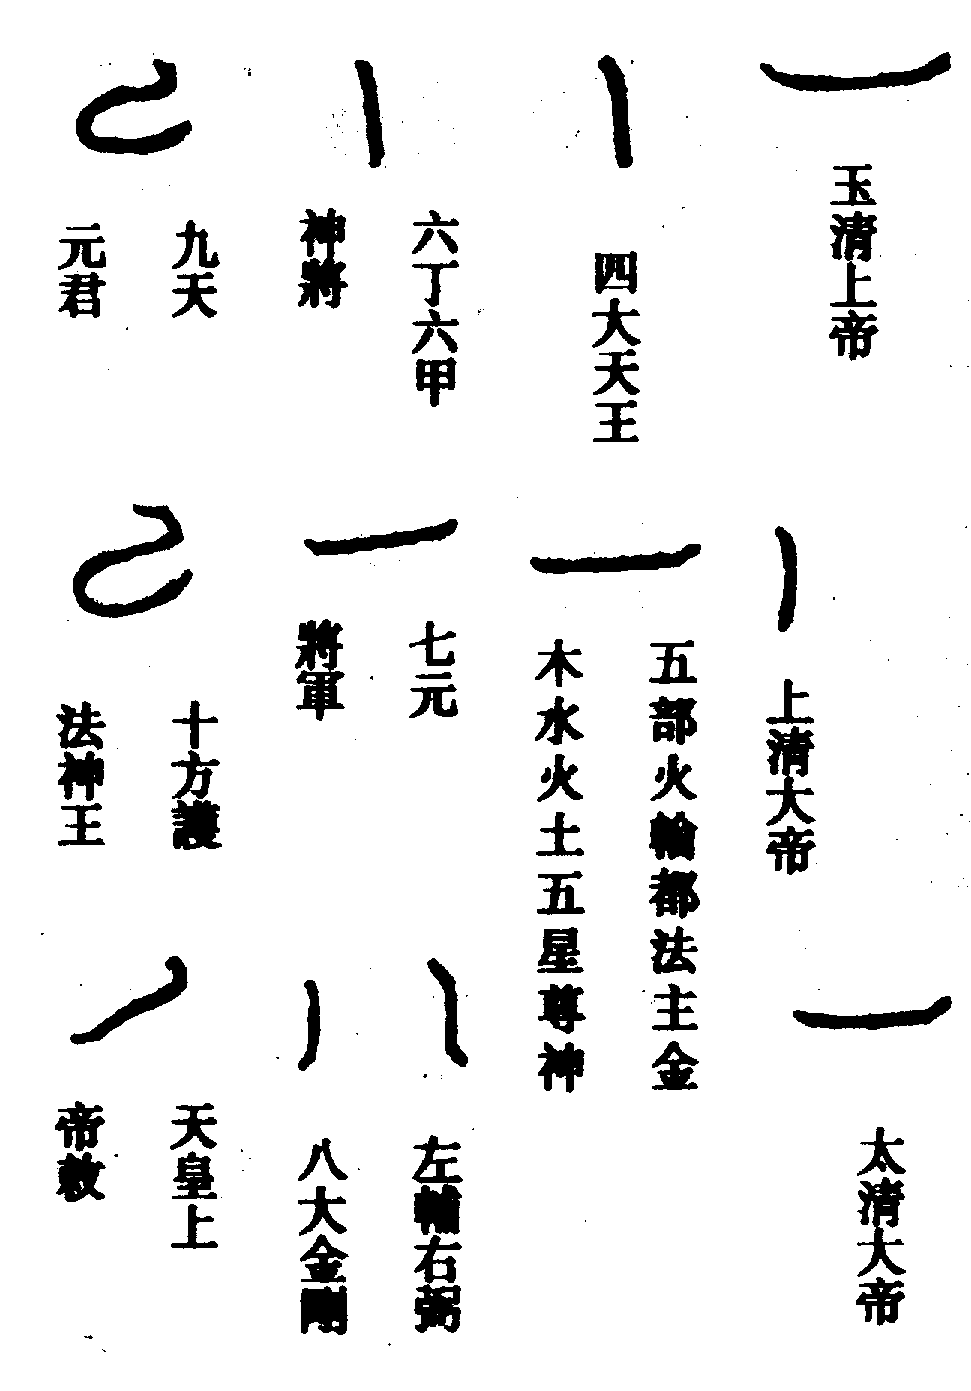 玉清上帝
上清大帝
太清大帝
四大天王
五部火輪都法主金
木水火土五星尊神
六丁六甲
神將
七元
將軍
左輔右弼
八大金剛
九天
元君
十方護
法神王
天皇上
帝敕